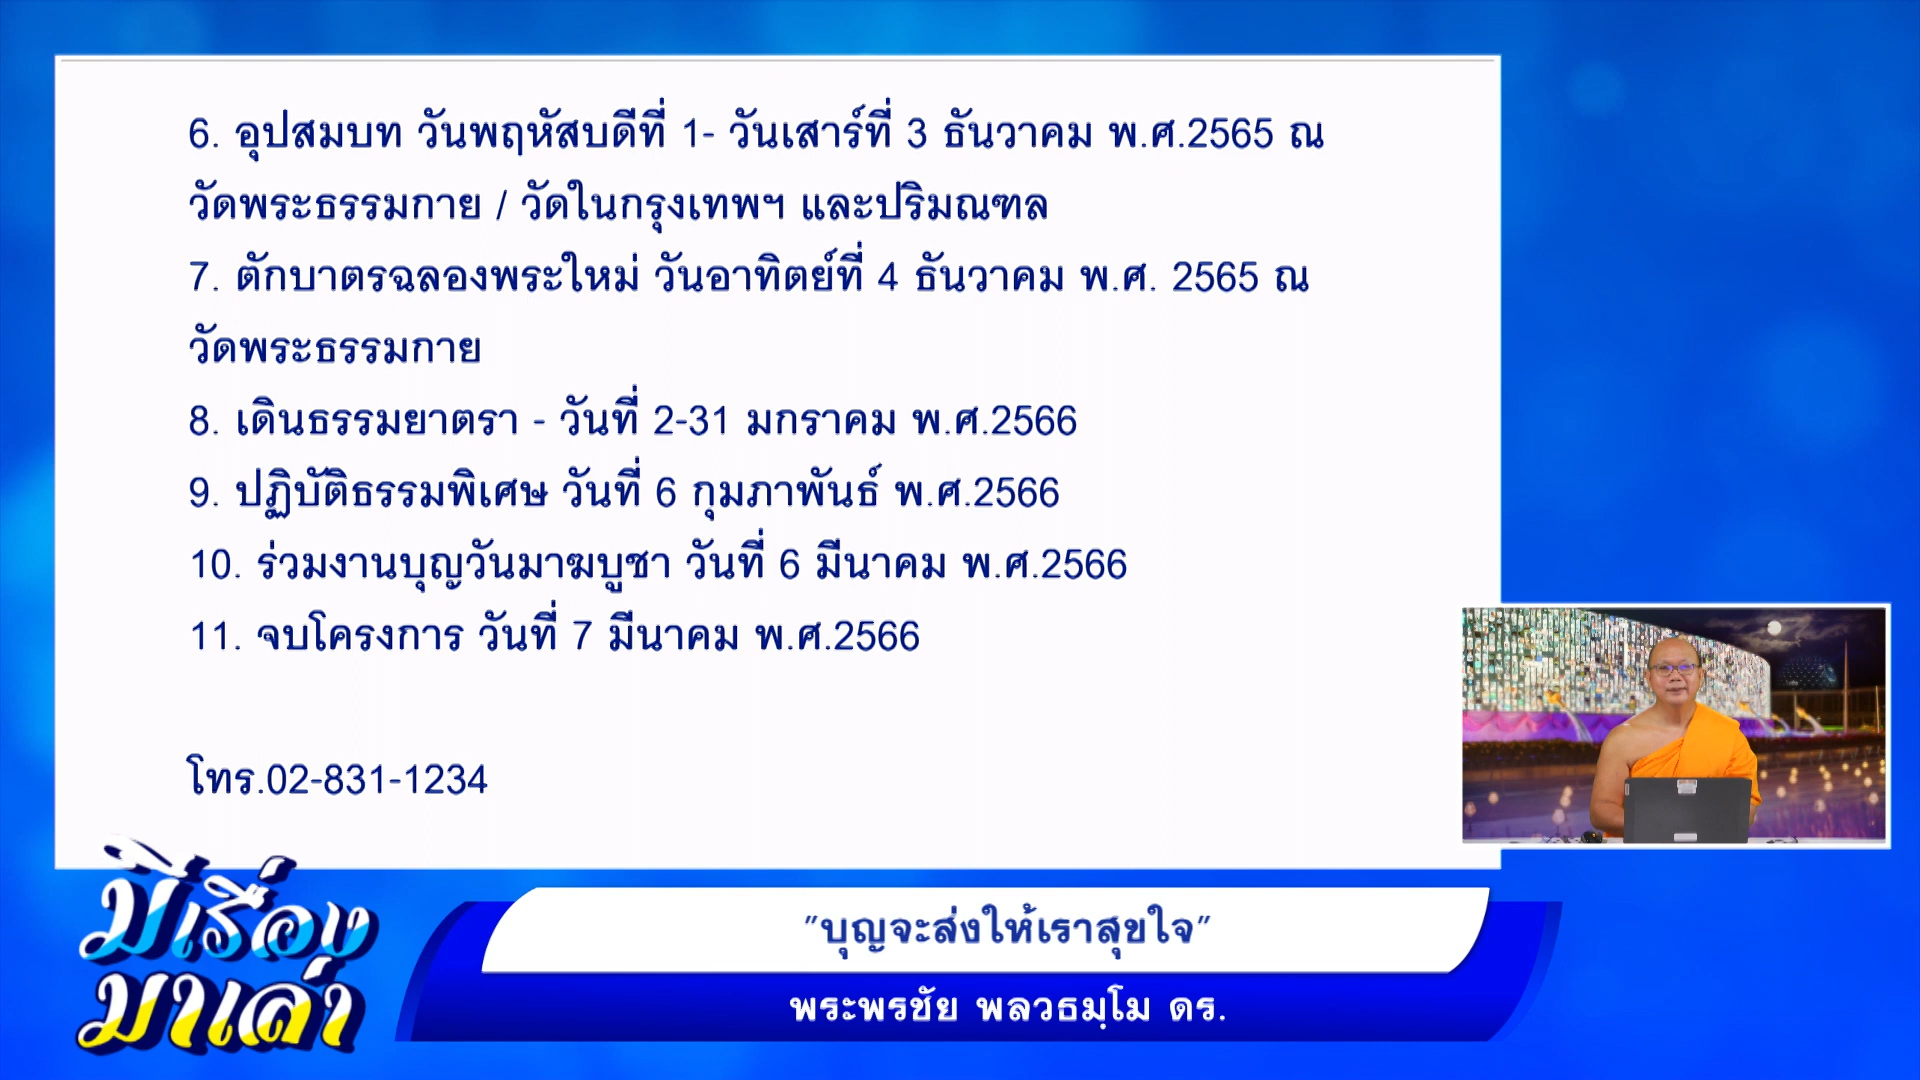 6. อุปสมบท วันพฤหัสบดีที่ 1- วันเสาร์ที่ 3 ธันวาคม พ.ศ.2565 ณ
วัดพระธรรมกาย / วัดในกรุงเทพฯ และปริมณฑล
7. ตักบาตรฉลองพระใหม่ วันอาทิตย์ที่ 4 ธันวาคม พ.ศ. 2565 ณ
วัดพระธรรมกาย
8. เดินธรรมยาตรา - วันที่ 2-31 มกราคม พ.ศ.2566
9. ปฏิบัติธรรมพิเศษ วันที่ 6 กุมภาพันธ์ พ.ศ.2566
10. ร่วมงานบุญวันมาฆบูชา วันที่ 6 มีนาคม พ.ศ.2566
11. จบโครงการ วันที่ 7 มีนาคม พ.ศ.2566
โทร.02-831-1234
มีเรื่อง
มาเล่า
"บุญจะส่งให้เราสุขใจ"
พระพรชัย พลวธมฺโม ดร.